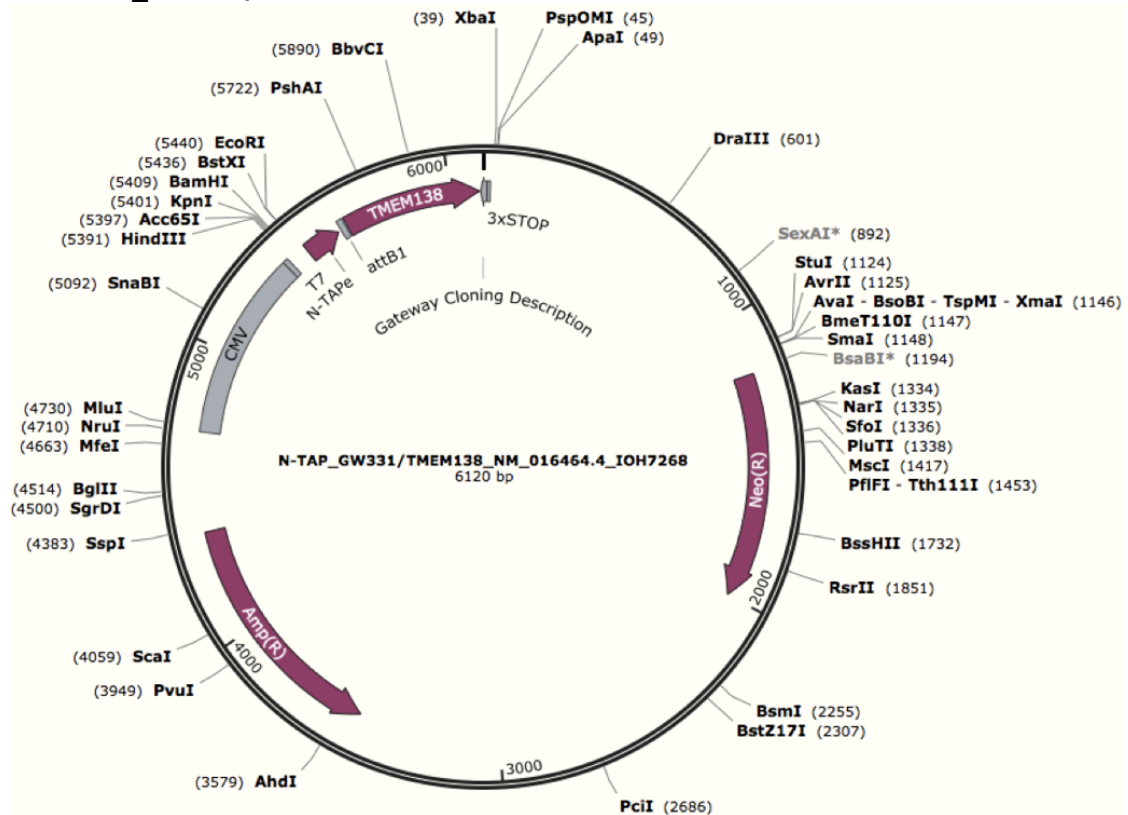 (39) XbaI
PspOMI (45)
ApaI (49)
(5890) BbvCI
(5722) PshAI
(5440) EcoRI
(5436) BstXI
(5409) BamHI
(5401) KpnI
(5397) Acc65I
(5391) HindIII
(5092) SnaBI
(4730) MluI
(4710) NruI
(4663) MfeI
(4514) BglII
(4500) SgrDI
(4383) SspI
(4059) ScaI
(3949) PvuI
(3579) AhdI
DraIII (601)
SexAI* (892)
StuI (1124)
AvrII (1125)
AvaI - BsoBI - TspMI - XmaI (1146)
BmeT110I (1147)
SmaI (1148)
BsaBI* (1194)
KasI (1334)
NarI (1335)
SfoI (1336)
PluTI (1338)
MscI (1417)
PflFI - Tth111I (1453)
BssHII (1732)
RsrII (1851)
BsmI (2255)
BstZ17I (2307)
PciI (2686)
6000
1000
2000
3000
4000
5000
TMEM138
3xSTOP
attB1
T7
N-TAPe
CMV
Gateway Cloning Description
Neo(R)
Amp(R)
N-TAP_GW331/TMEM138_NM_016464.4_IOH7268
6120 bp